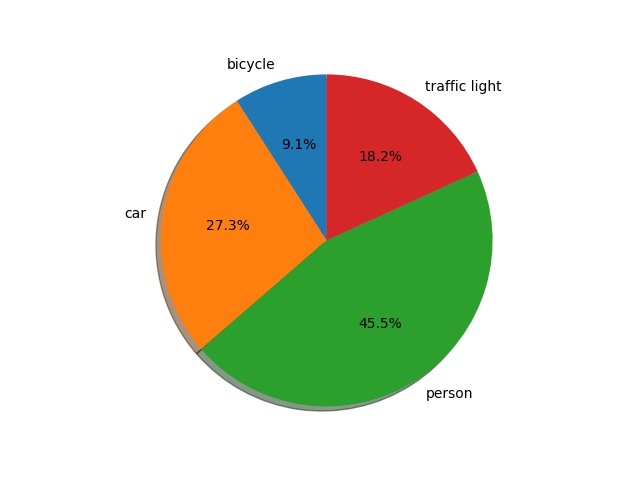 bicycle
traffic light
9.1%
18.2%
car
27.3%
45.5%
person